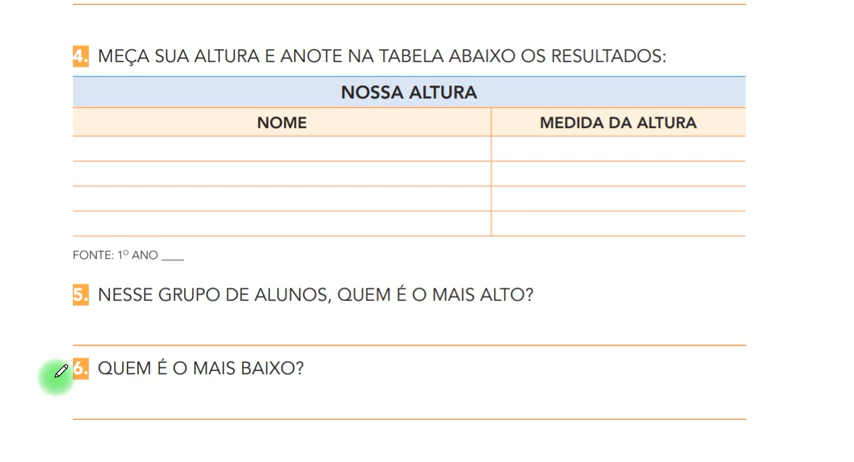 4. MEÇA SUA ALTURA E ANOTE NA TABELA ABAIXO OS RESULTADOS:
NOSSA ALTURA
NOME MEDIDA DA ALTURA
FONTE: 1º ANO ____
5. NESSE GRUPO DE ALUNOS, QUEM É O MAIS ALTO?
6. QUEM É O MAIS BAIXO?